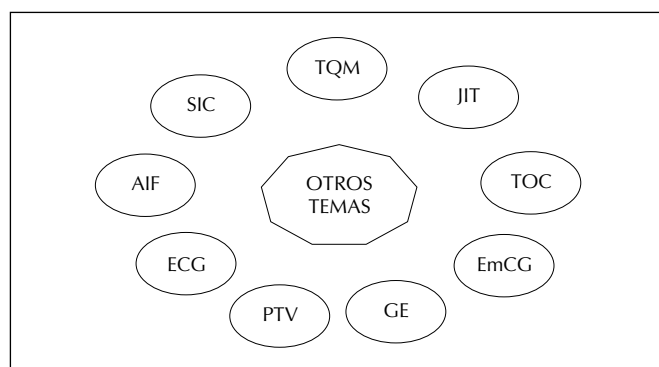 TQM
SIC
JIT
AIF
OTROS
TEMAS
TOC
ECG
EmCG
PTV
GE